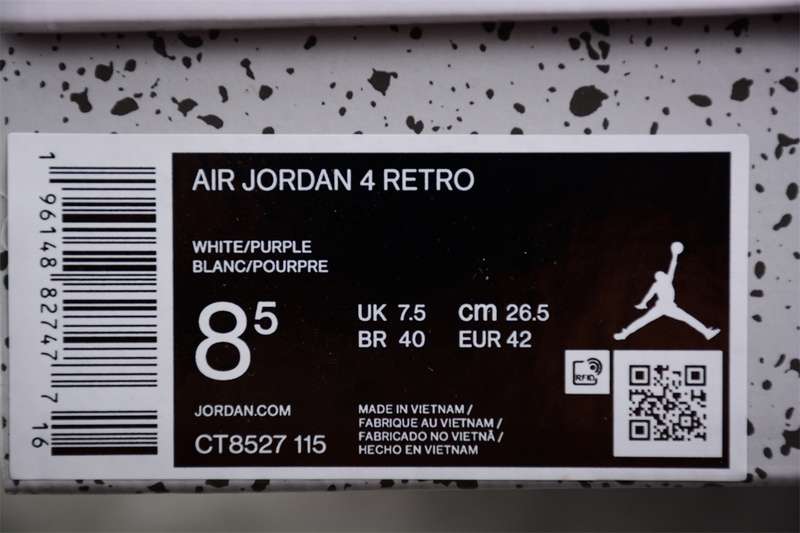 AIR JORDAN 4 RETRO
WHITE/PURPLE
BLANC/POURPRE
8 5
UK 7.5 cm 26.5
BR 40 EUR 42
RFID
JORDAN.COM
CT8527 115
MADE IN VIETNAM /
FABRIQUE AU VIETNAM /
FABRICADO NO VIETNÃ /
HECHO EN VIETNAM
1 96148 82747 7 16